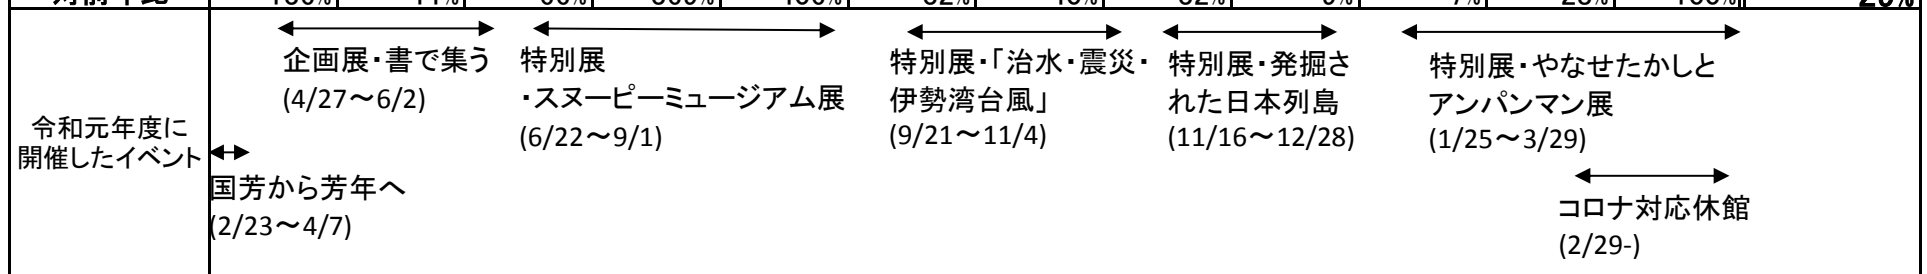 令和元年度に
開催したイベント
企画展・書で集う
(4/27～6/2)
特別展
・スヌーピーミュージアム展
(6/22～9/1)
特別展・「治水・震災・
伊勢湾台風」
(9/21～11/4)
特別展・発掘さ
れた日本列島
(11/16～12/28)
特別展・やなせたかしと
アンパンマン展
(1/25～3/29)
国芳から芳年へ
(2/23～4/7)
コロナ対応休館
(2/29-)